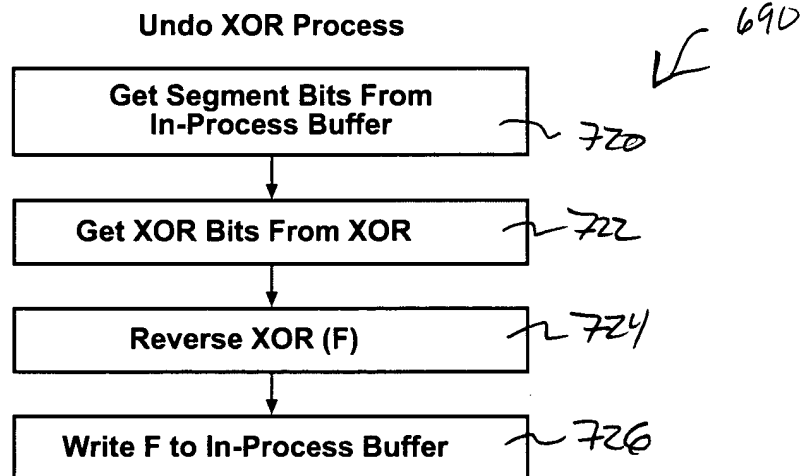 Undo XOR Process
690
Get Segment Bits From
In-Process Buffer
720
Get XOR Bits From XOR
722
Reverse XOR (F)
724
Write F to In-Process Buffer
726